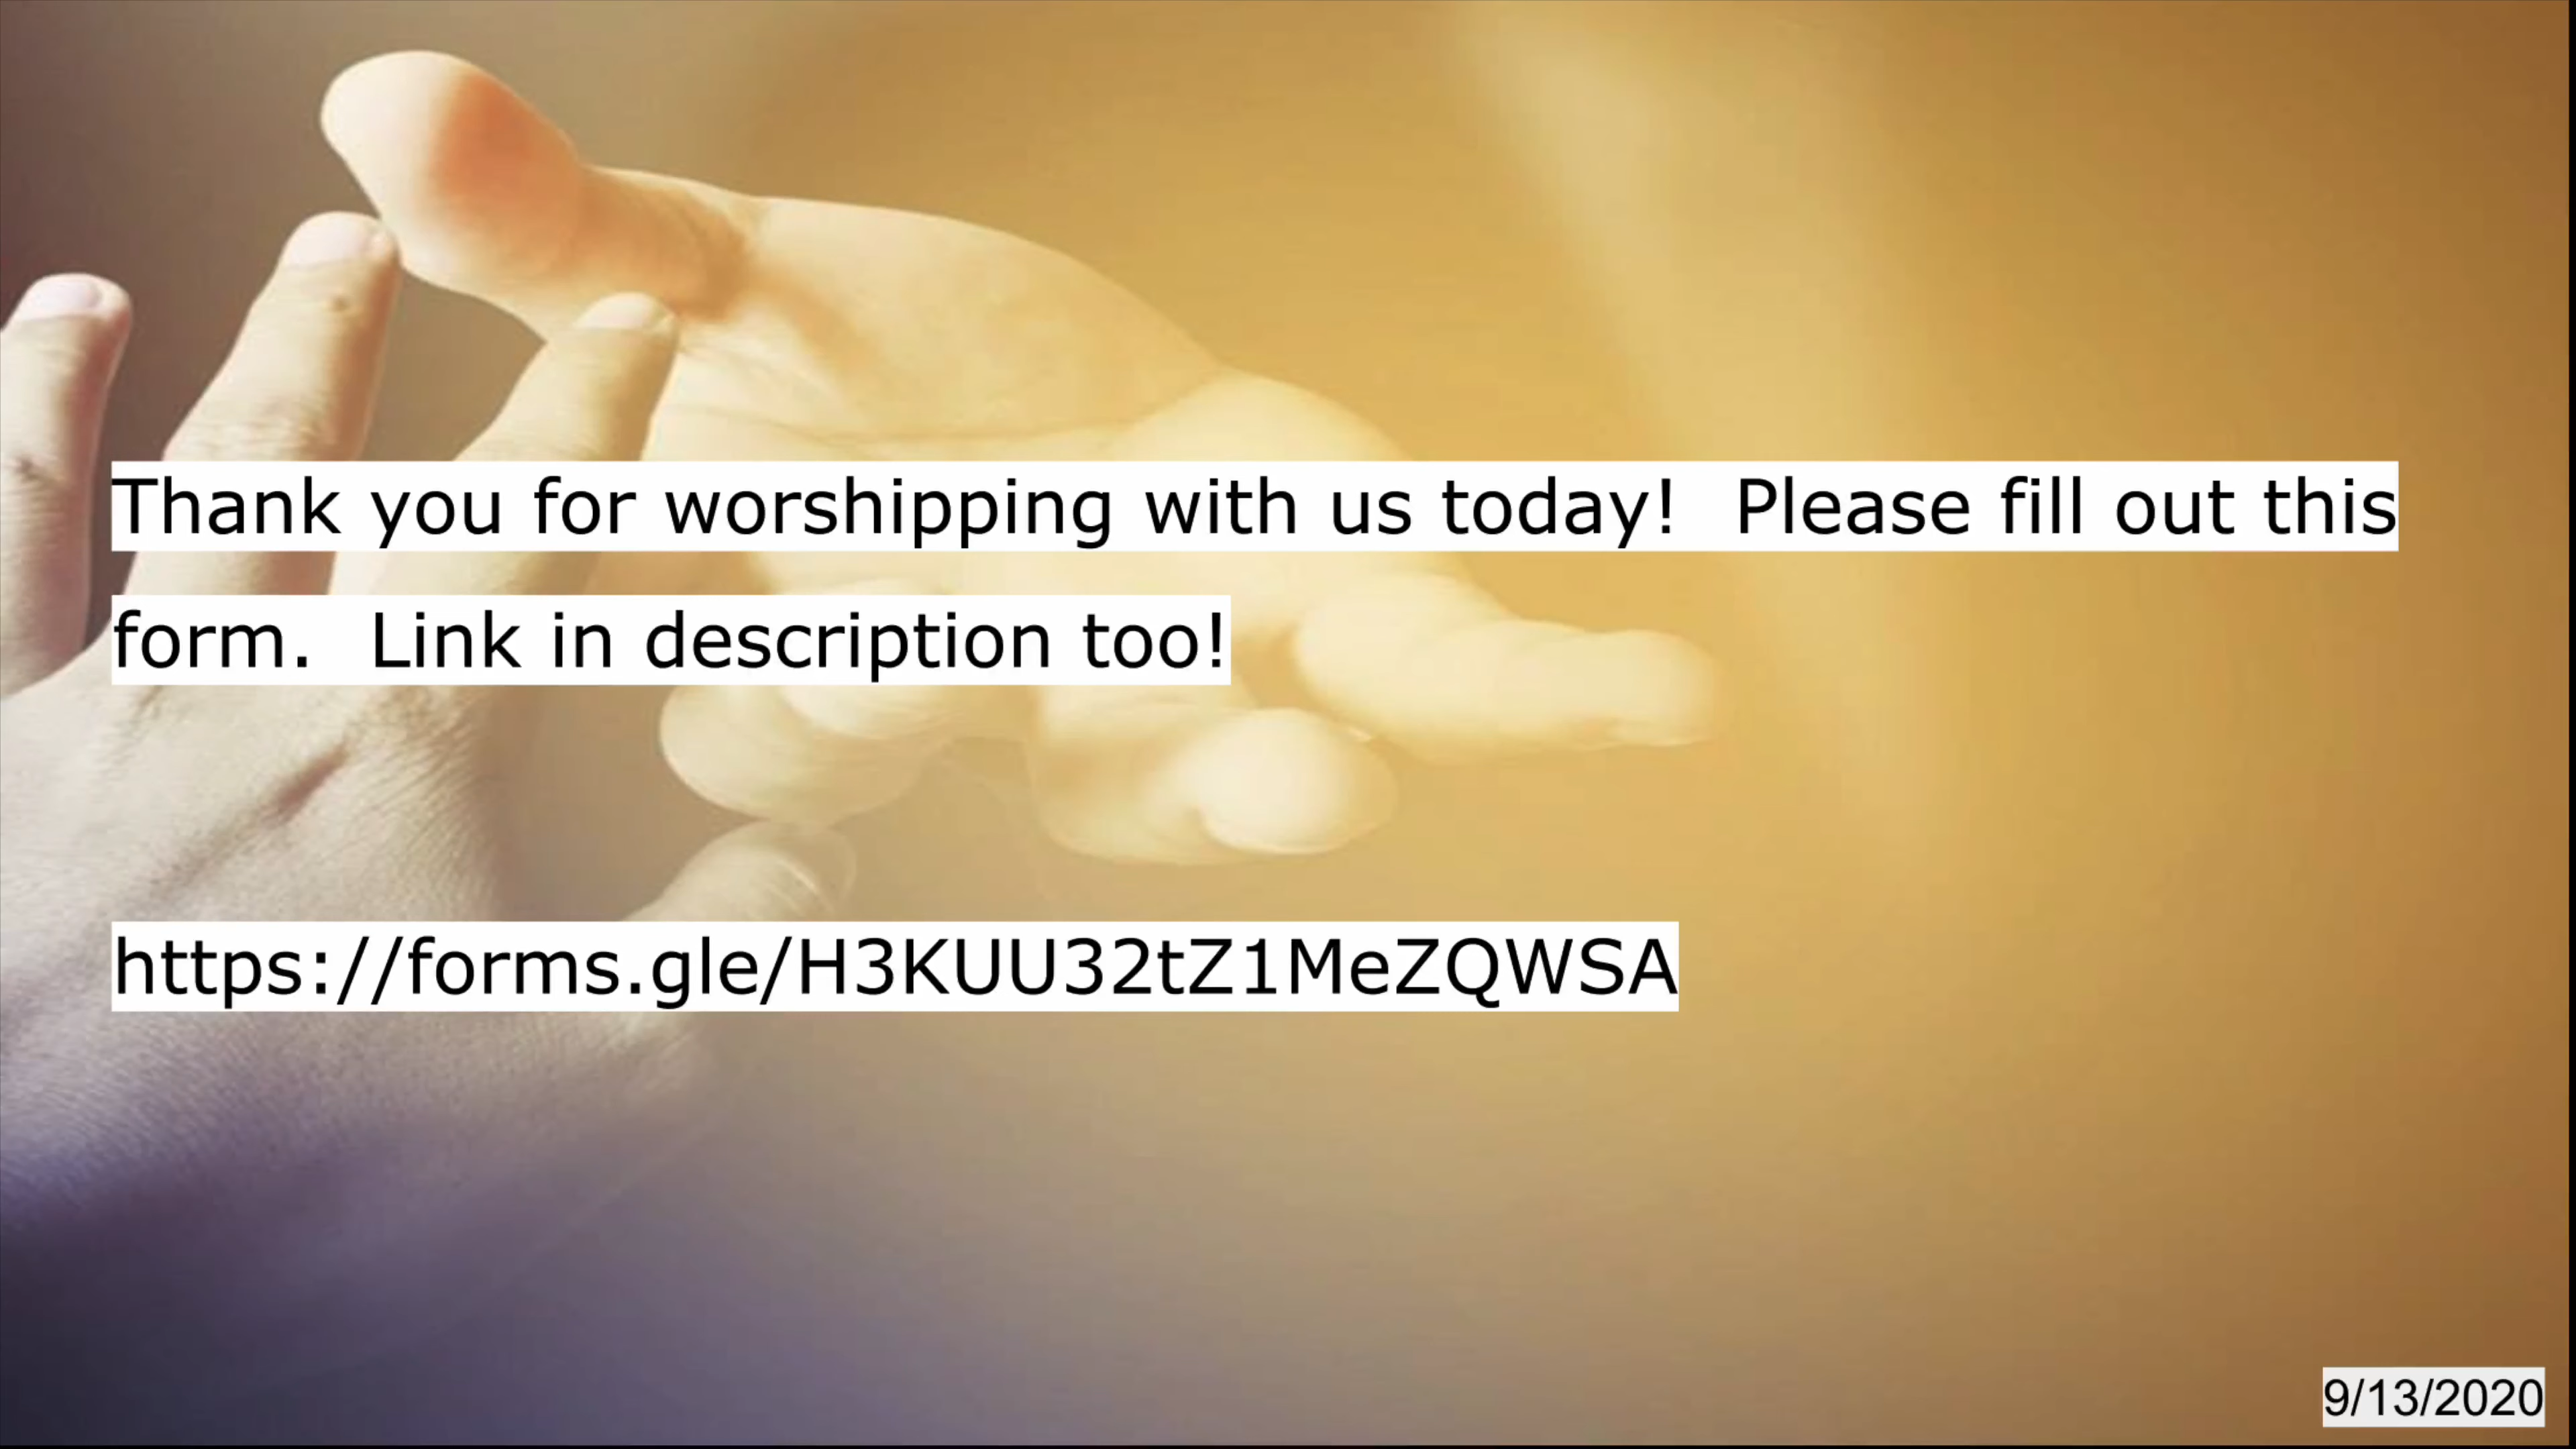 Thank you for worshipping with us today!  Please fill out this
form.  Link in description too!
https://forms.gle/H3KUU32tZ1MeZQWSA
9/13/2020